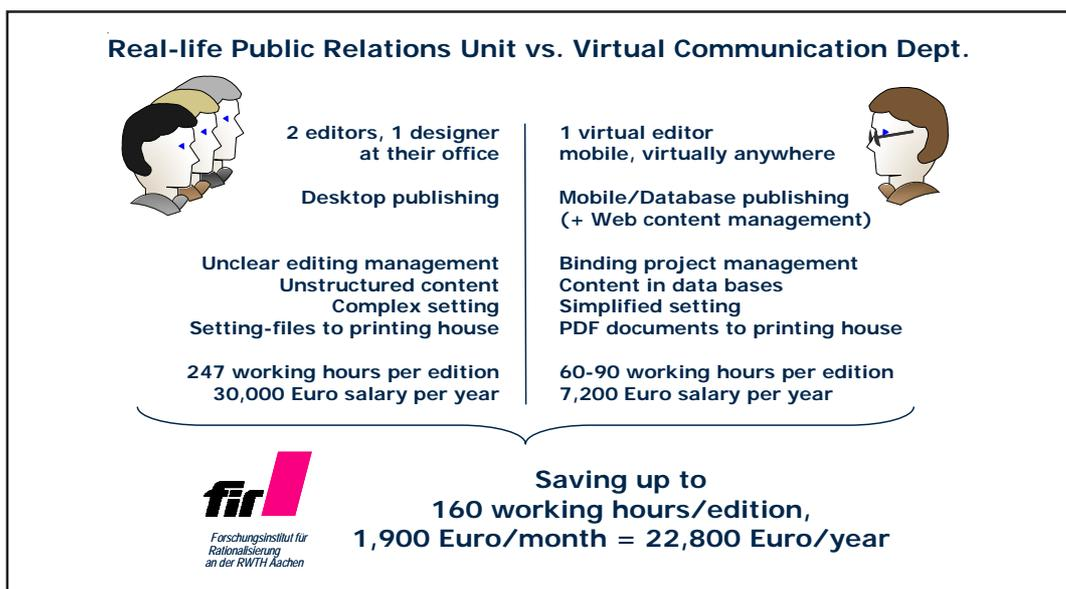 Real-life Public Relations Unit vs. Virtual Communication Dept.
2 editors, 1 designer
at their office
Desktop publishing
Unclear editing management
Unstructured content
Complex setting
Setting-files to printing house
247 working hours per edition
30,000 Euro salary per year
1 virtual editor
mobile, virtually anywhere
Mobile/Database publishing
(+ Web content management)
Binding project management
Content in data bases
Simplified setting
PDF documents to printing house
60-90 working hours per edition
7,200 Euro salary per year
fir
Forschungsinstitut für
Rationalisierung
an der RWTH Aachen
Saving up to
160 working hours/edition,
1,900 Euro/month = 22,800 Euro/year